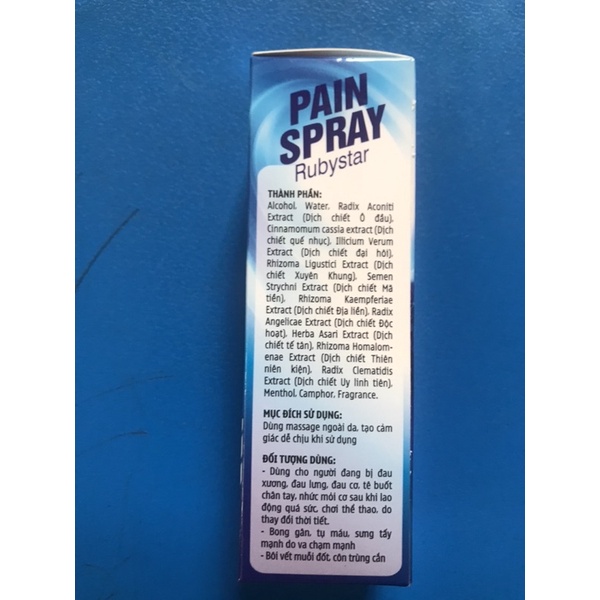 PAIN
SPRAY
Rubystar
THÀNH PHẦN:
Alcohol, Water, Radix Aconiti
Extract (Dịch chiết Ô đầu),
Cinnamomum cassia extract (Dịch
chiết quế nhục), Illicium Verum
Extract (Dịch chiết đại hồi),
Rhizoma Ligustici Extract (Dịch
chiết Xuyên Khung), Semen
Strychni Extract (Dịch chiết Mã
tiền), Rhizoma Kaempferiae
Extract (Dịch chiết Địa liền), Radix
Angelicae Extract (Dịch chiết Độc
hoạt), Herba Asari Extract (Dịch
chiết tế tân), Rhizoma Homalom-
enae Extract (Dịch chiết Thiên
niên kiện), Radix Clematidis
Extract (Dịch chiết Uy linh tiên),
Menthol, Camphor, Fragrance.
MỤC ĐÍCH SỬ DỤNG:
Dùng massage ngoài da, tạo cảm
giác dễ chịu khi sử dụng
ĐỐI TƯỢNG DÙNG:
- Dùng cho người đang bị đau
xương, đau lưng, đau cơ, tê buốt
chân tay, nhức mỏi cơ sau khi lao
động quá sức, chơi thể thao, do
thay đổi thời tiết.
- Bong gân, tụ máu, sưng tấy
mạnh do va chạm mạnh
- Bôi vết muỗi đốt, côn trùng cắn